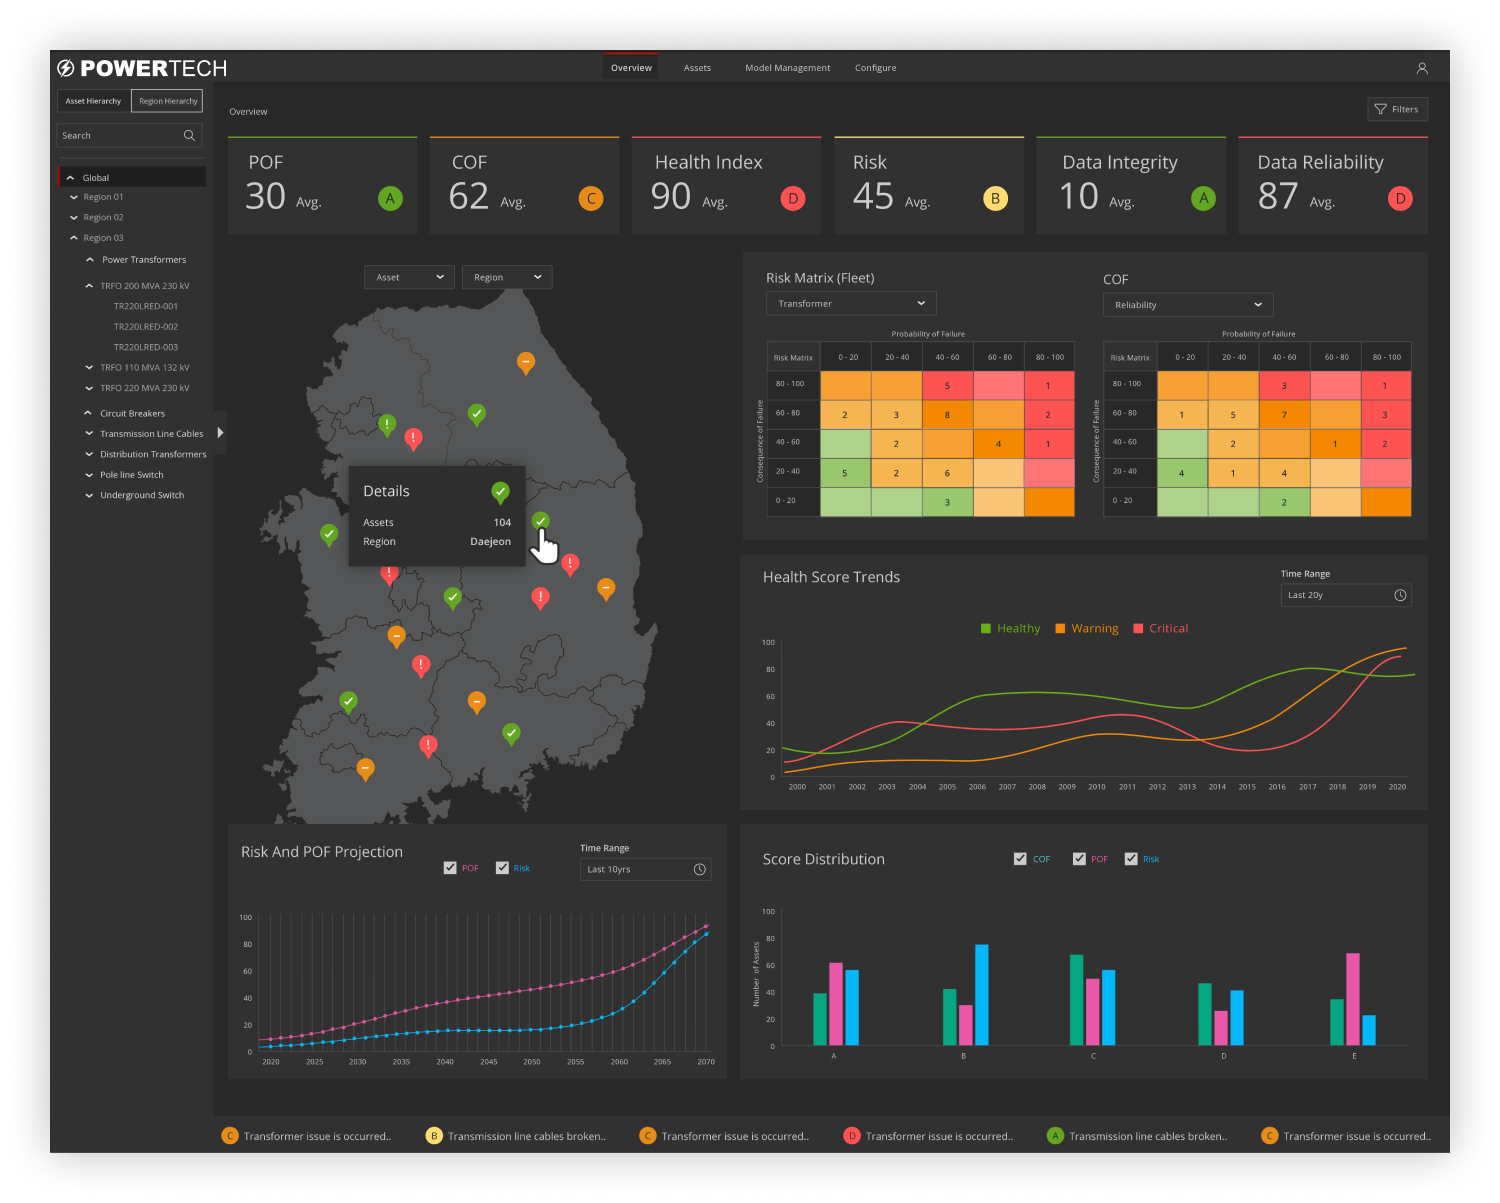 POWERTECH
Overview Assets Model Management Configure
Asset Hierarchy Region Hierarchy
Search
Global
Region 01
Region 02
Region 03
Power Transformers
TRFO 200 MVA 230 kV
TR220LRED-001
TR220LRED-002
TR220LRED-003
TRFO 110 MVA 132 kV
TRFO 220 MVA 230 kV
Circuit Breakers
Transmission Line Cables
Distribution Transformers
Pole line Switch
Underground Switch
Overview
Filters
POF
30 Avg. A
COF
62 Avg. C
Health Index
90 Avg. D
Risk
45 Avg. B
Data Integrity
10 Avg. A
Data Reliability
87 Avg. D
Asset Region
Details
Assets 104
Region Daejeon
Risk Matrix (Fleet)
Transformer
Probability of Failure
Consequence of Failure
Risk Matrix 0 - 20 20 - 40 40 - 60 60 - 80 80 - 100
80 - 100 5 1
60 - 80 2 3 8 2
40 - 60 2 4 1
20 - 40 5 2 6
0 - 20 3
COF
Reliability
Probability of Failure
Consequence of Failure
Risk Matrix 0 - 20 20 - 40 40 - 60 60 - 80 80 - 100
80 - 100 3 1
60 - 80 1 5 7 3
40 - 60 2 1 2
20 - 40 4 1 4
0 - 20 2
Health Score Trends
Time Range
Last 20y
Healthy Warning Critical
100
80
60
40
20
0
2000 2001 2002 2003 2004 2005 2006 2007 2008 2009 2010 2011 2012 2013 2014 2015 2016 2017 2018 2019 2020
Risk And POF Projection
POF Risk
Time Range
Last 10yrs
100
80
60
40
20
0
2020 2025 2030 2035 2040 2045 2050 2055 2060 2065 2070
Score Distribution
COF POF Risk
Number of Assets
100
80
60
40
20
0
A B C D E
C Transformer issue is occurred..
B Transmission line cables broken..
C Transformer issue is occurred..
D Transformer issue is occurred..
A Transmission line cables broken..
C Transformer issue is occurred..